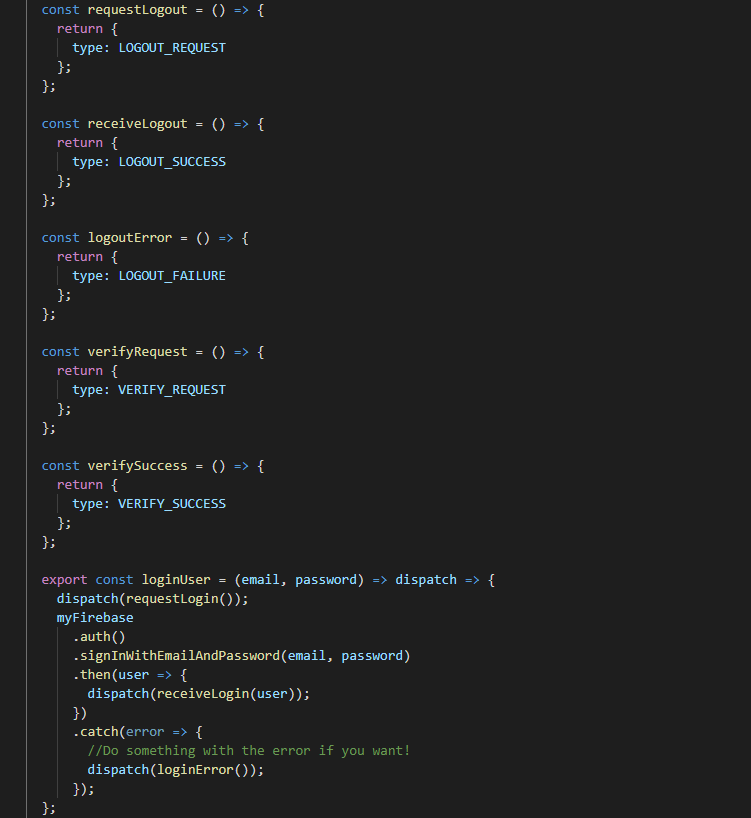 const requestLogout = () => {
return {
type: LOGOUT_REQUEST
};
};
const receiveLogout = () => {
return {
type: LOGOUT_SUCCESS
};
};
const logoutError = () => {
return {
type: LOGOUT_FAILURE
};
};
const verifyRequest = () => {
return {
type: VERIFY_REQUEST
};
};
const verifySuccess = () => {
return {
type: VERIFY_SUCCESS
};
};
export const loginUser = (email, password) => dispatch => {
dispatch(requestLogin());
myFirebase
.auth()
.signInWithEmailAndPassword(email, password)
.then(user => {
dispatch(receiveLogin(user));
})
.catch(error => {
//Do something with the error if you want!
dispatch(loginError());
});
};